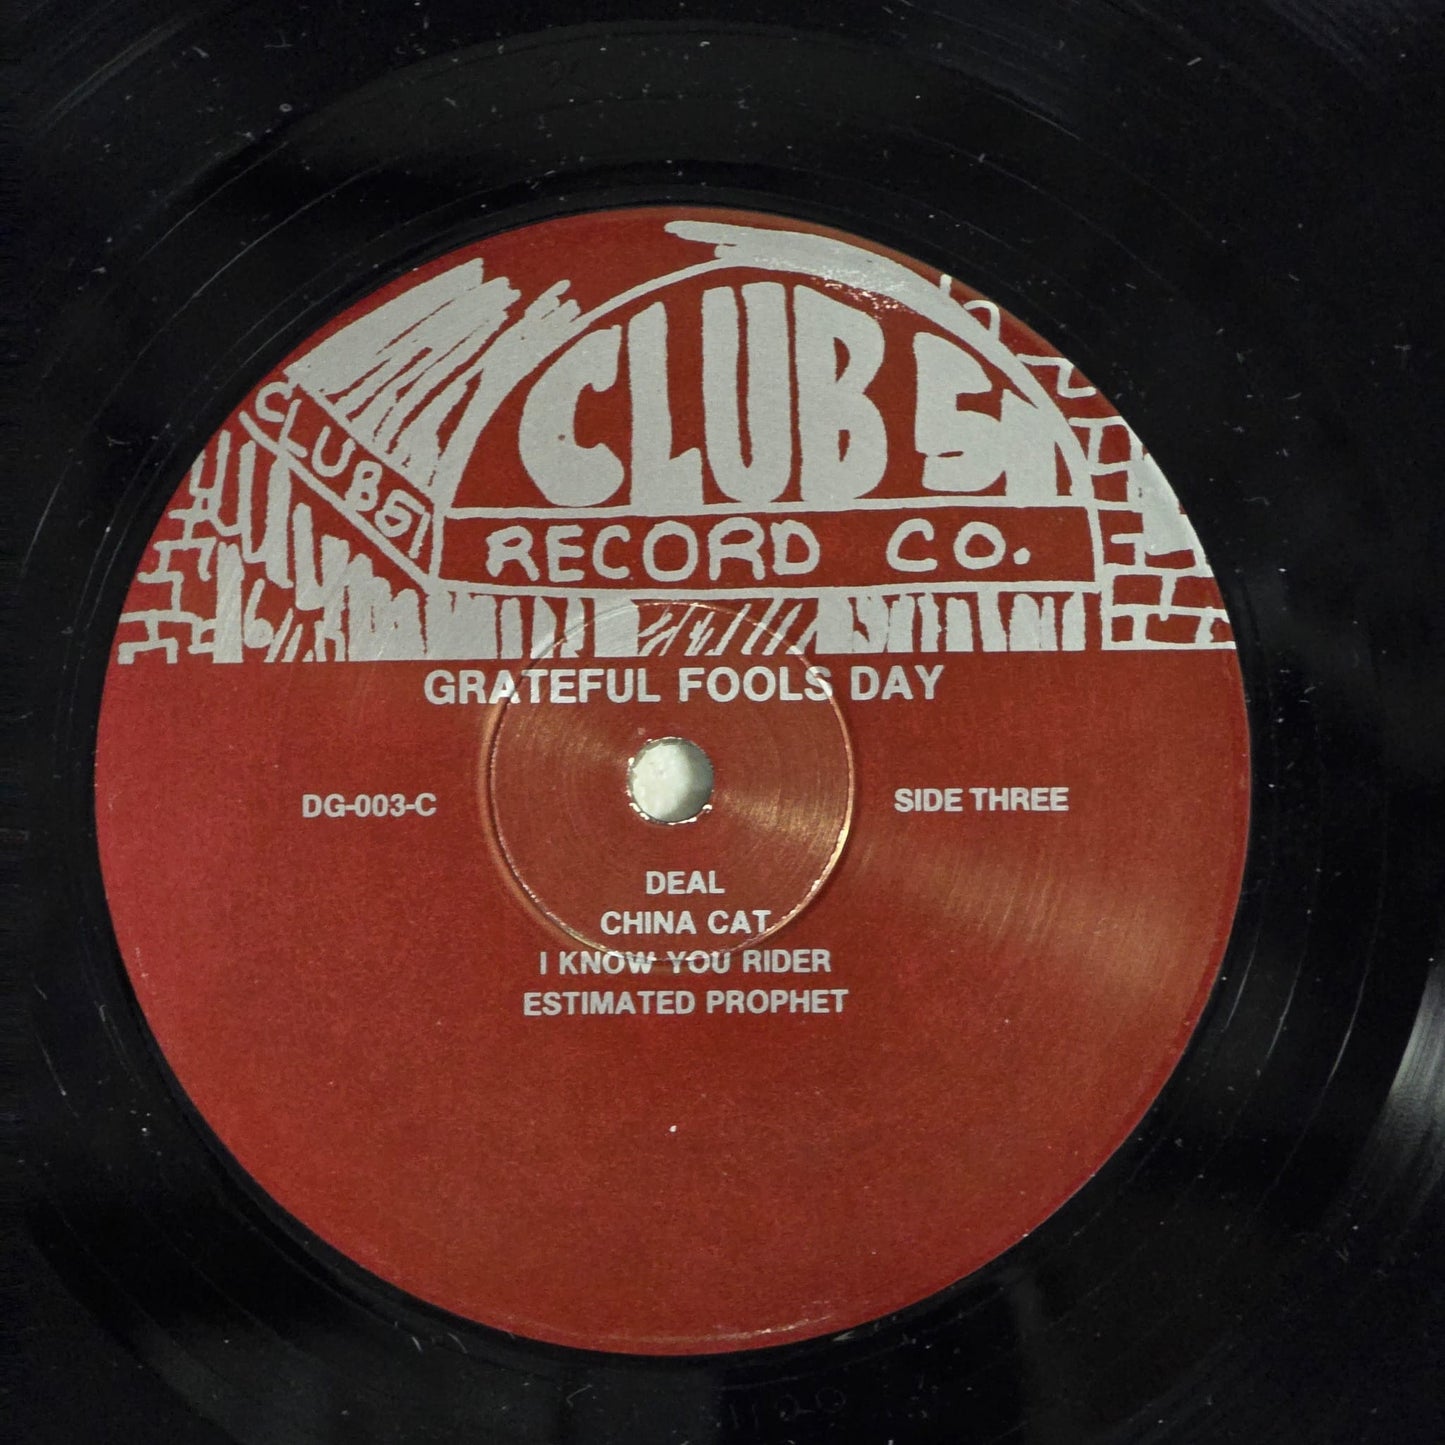 CLUB 51
CLUB 51
RECORD CO.
GRATEFUL FOOLS DAY
DG-003-C
SIDE THREE
DEAL
CHINA CAT
I KNOW YOU RIDER
ESTIMATED PROPHET